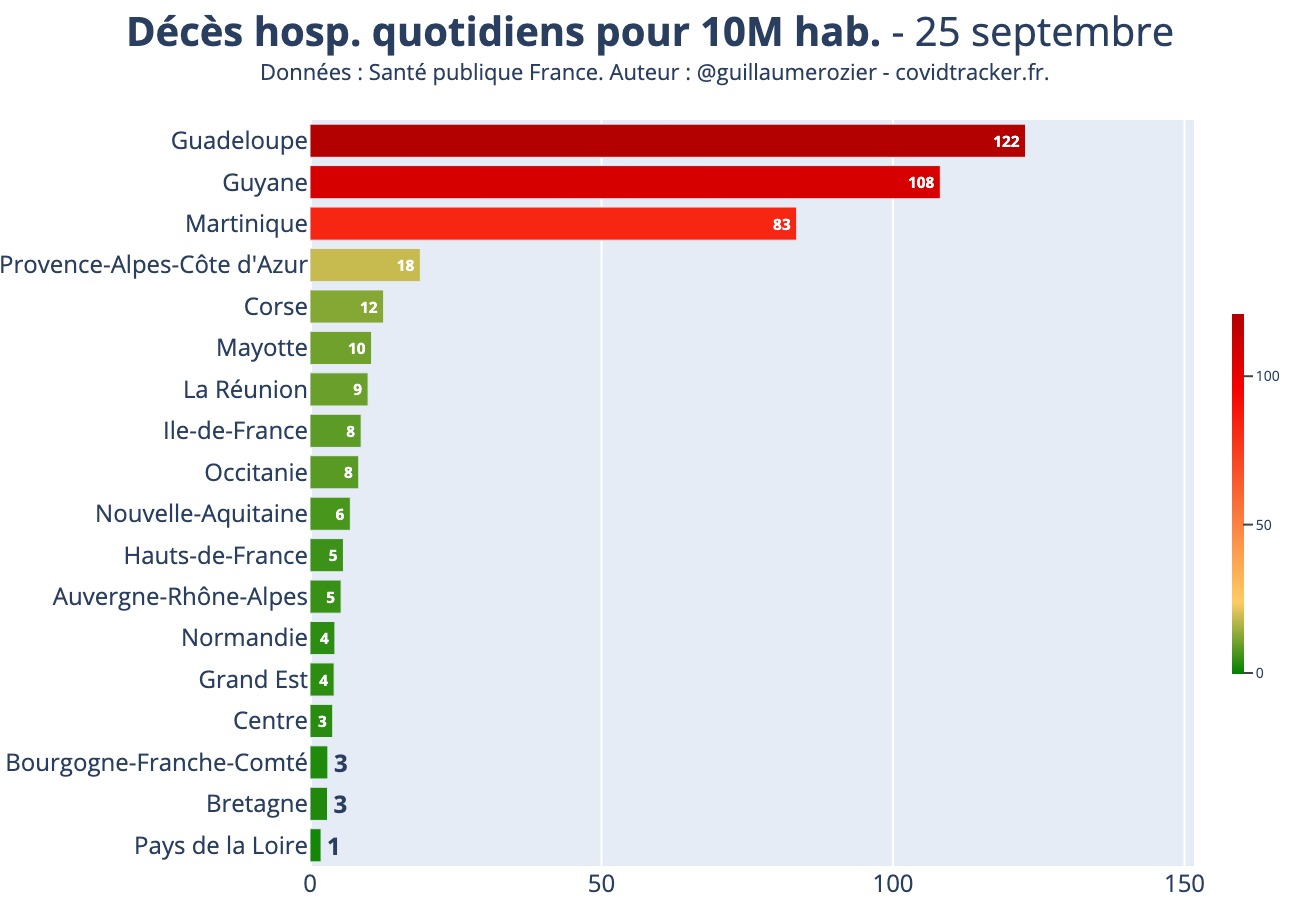 Décès hosp. quotidiens pour 10M hab. - 25 septembre
Données : Santé publique France. Auteur : @guillaumerozier - covidtracker.fr.
Guadeloupe 122
Guyane 108
Martinique 83
Provence-Alpes-Côte d'Azur 18
Corse 12
Mayotte 10
La Réunion 9
Ile-de-France 8
Occitanie 8
Nouvelle-Aquitaine 6
Hauts-de-France 5
Auvergne-Rhône-Alpes 5
Normandie 4
Grand Est 4
Centre 3
Bourgogne-Franche-Comté 3
Bretagne 3
Pays de la Loire 1
0 50 100 150
100
50
0